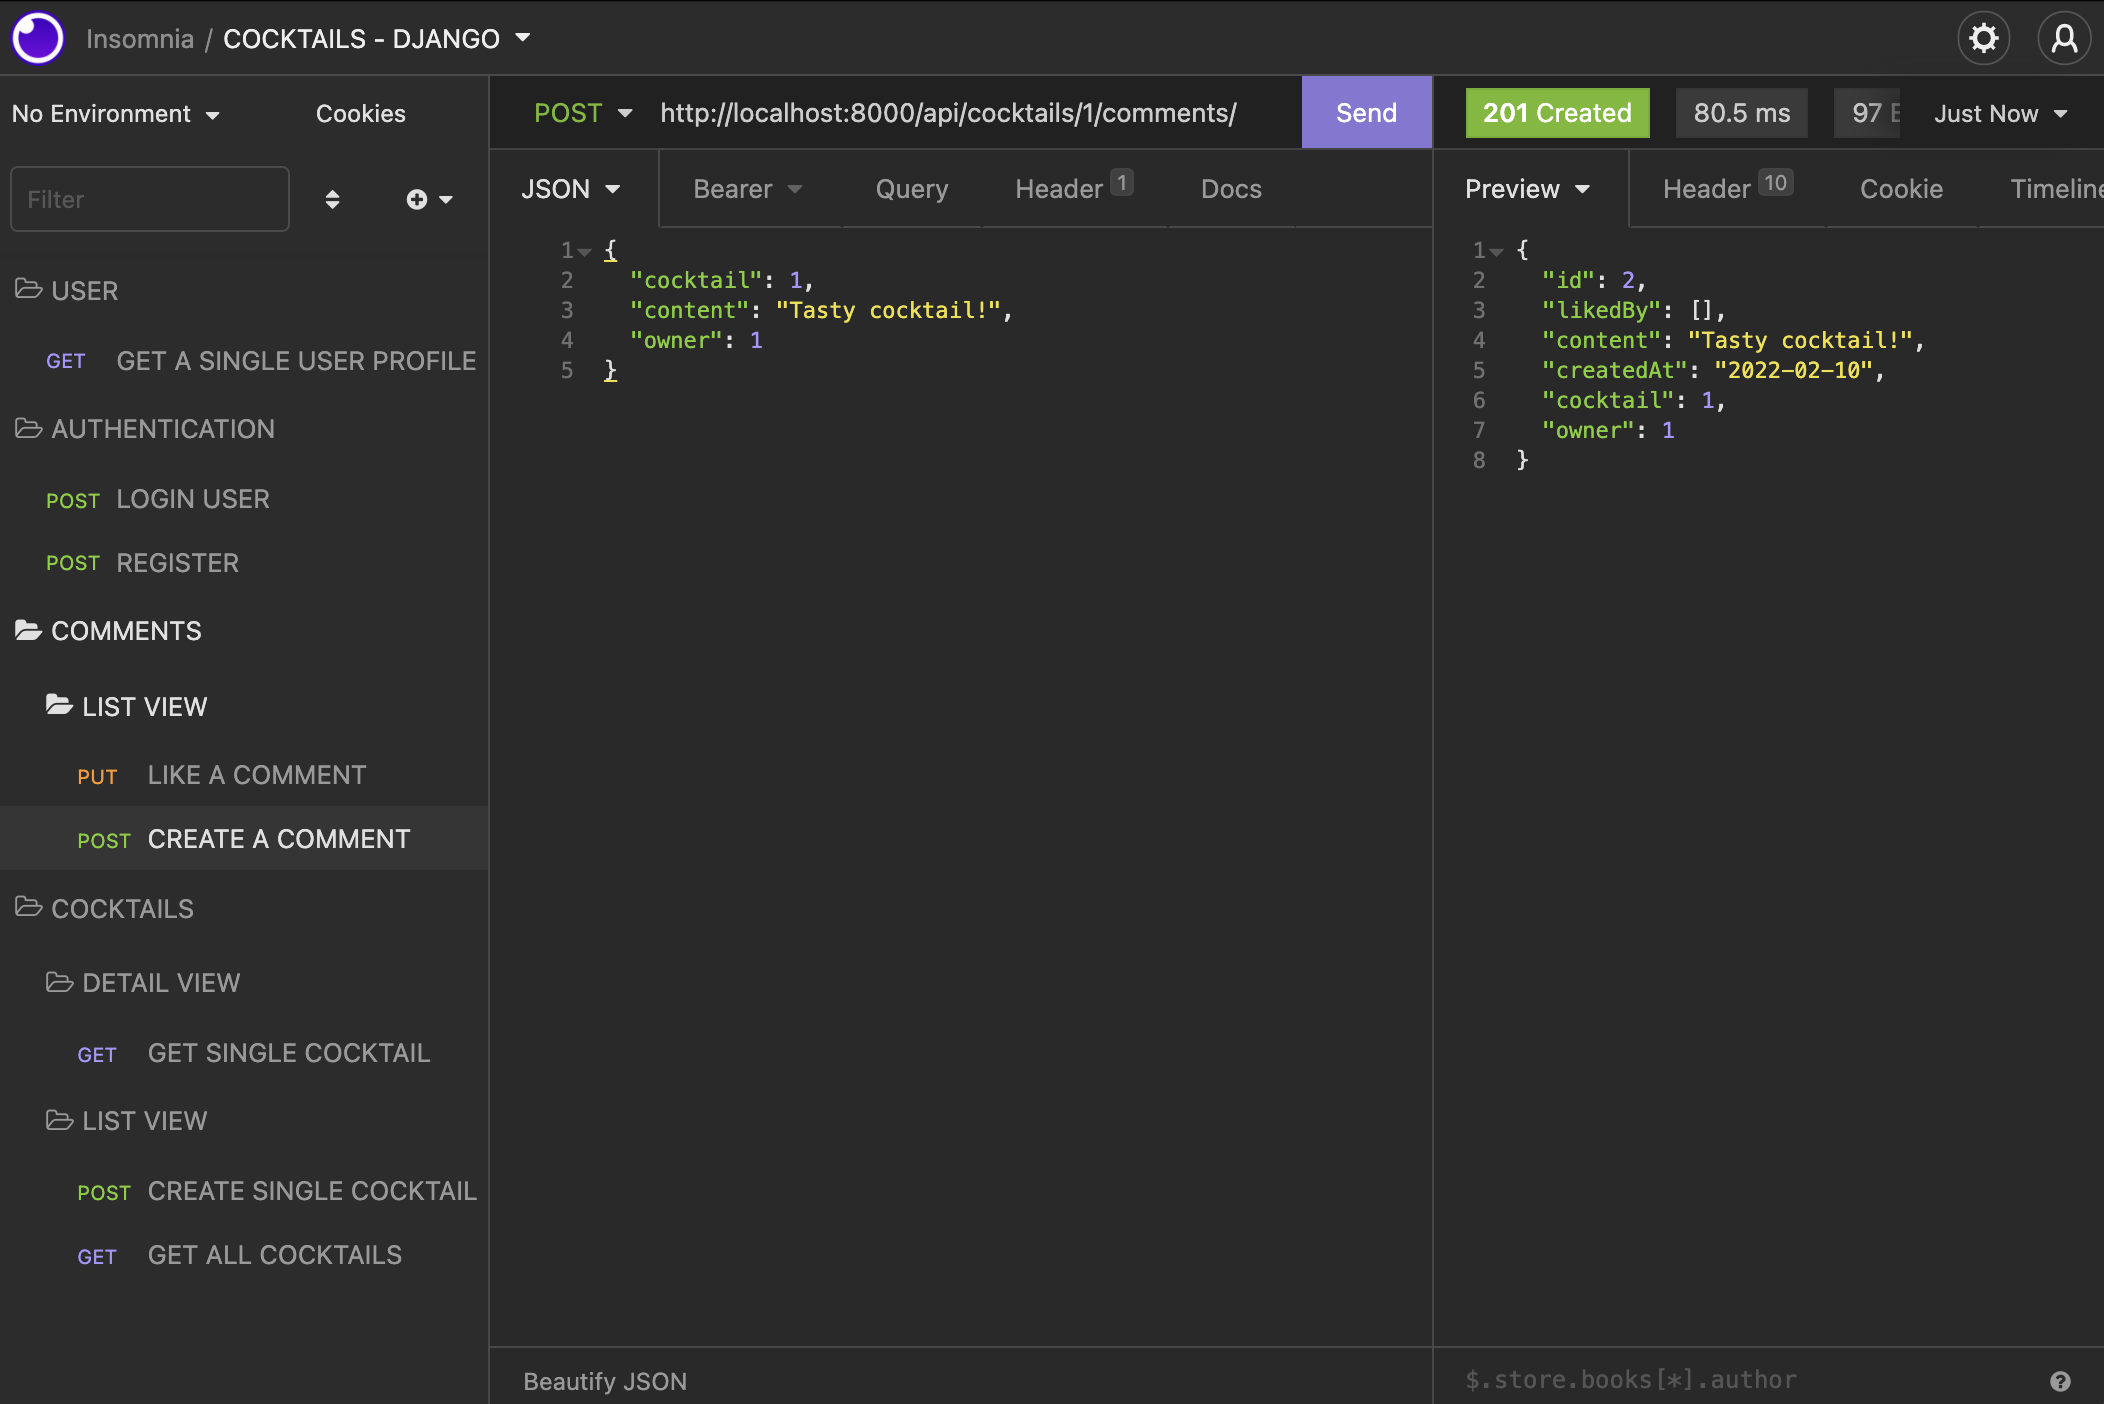 Insomnia / COCKTAILS - DJANGO
No Environment
Cookies
Filter
USER
GET GET A SINGLE USER PROFILE
AUTHENTICATION
POST LOGIN USER
POST REGISTER
COMMENTS
LIST VIEW
PUT LIKE A COMMENT
POST CREATE A COMMENT
COCKTAILS
DETAIL VIEW
GET GET SINGLE COCKTAIL
LIST VIEW
POST CREATE SINGLE COCKTAIL
GET GET ALL COCKTAILS
POST http://localhost:8000/api/cocktails/1/comments/ Send
JSON Bearer Query Header 1 Docs
1 {
2 "cocktail": 1,
3 "content": "Tasty cocktail!",
4 "owner": 1
5 }
Beautify JSON
201 Created 80.5 ms 97 Just Now
Preview Header 10 Cookie Timeline
1 {
2 "id": 2,
3 "likedBy": [],
4 "content": "Tasty cocktail!",
5 "createdAt": "2022-02-10",
6 "cocktail": 1,
7 "owner": 1
8 }
$.store.books[*].author